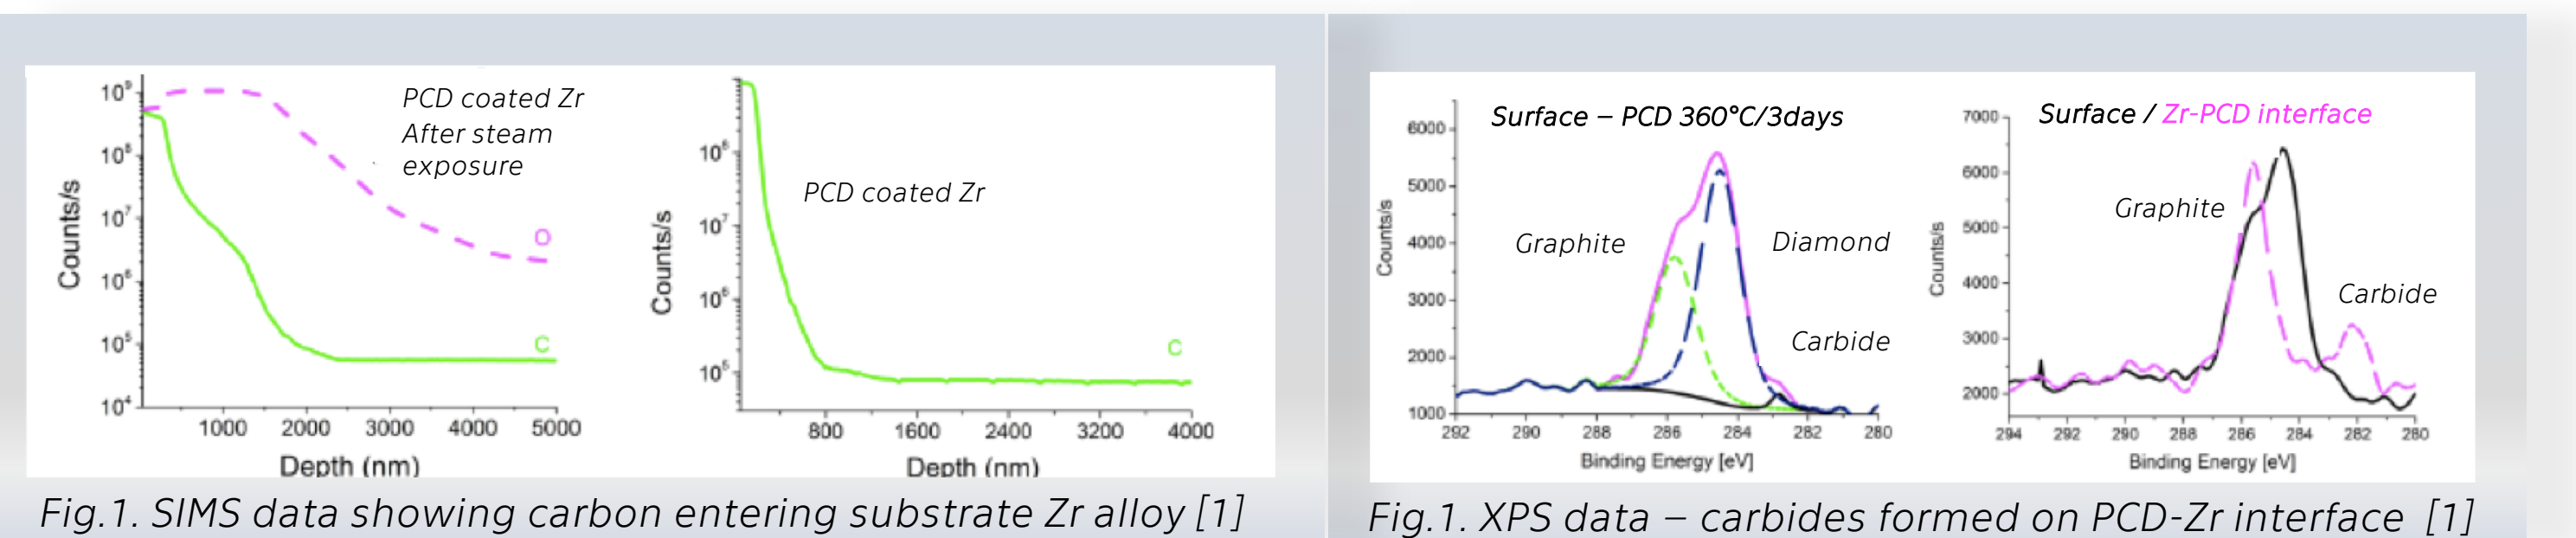 10⁹
10⁸
10⁷
10⁶
10⁵
10⁴
Counts/s
PCD coated Zr
After steam
exposure
O
C
1000 2000 3000 4000 5000
Depth (nm)
10⁸
10⁷
10⁶
10⁵
Counts/s
PCD coated Zr
C
800 1600 2400 3200 4000
Depth (nm)
Fig.1. SIMS data showing carbon entering substrate Zr alloy [1]
Surface – PCD 360°C/3days
6000
5000
4000
3000
2000
1000
Counts/s
Graphite
Diamond
Carbide
292 290 288 286 284 282 280
Binding Energy [eV]
Surface / Zr-PCD interface
7000
6000
5000
4000
3000
2000
Counts/s
Graphite
Carbide
294 292 290 288 286 284 282 280
Binding Energy [eV]
Fig.1. XPS data – carbides formed on PCD-Zr interface [1]